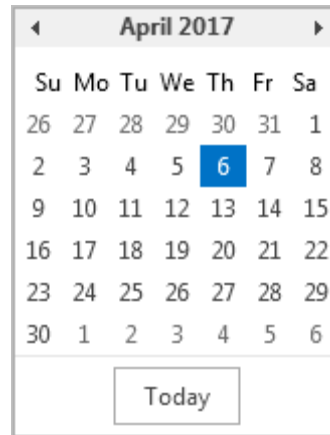 April 2017
Su Mo Tu We Th Fr Sa
26 27 28 29 30 31 1
2 3 4 5 6 7 8
9 10 11 12 13 14 15
16 17 18 19 20 21 22
23 24 25 26 27 28 29
30 1 2 3 4 5 6
Today